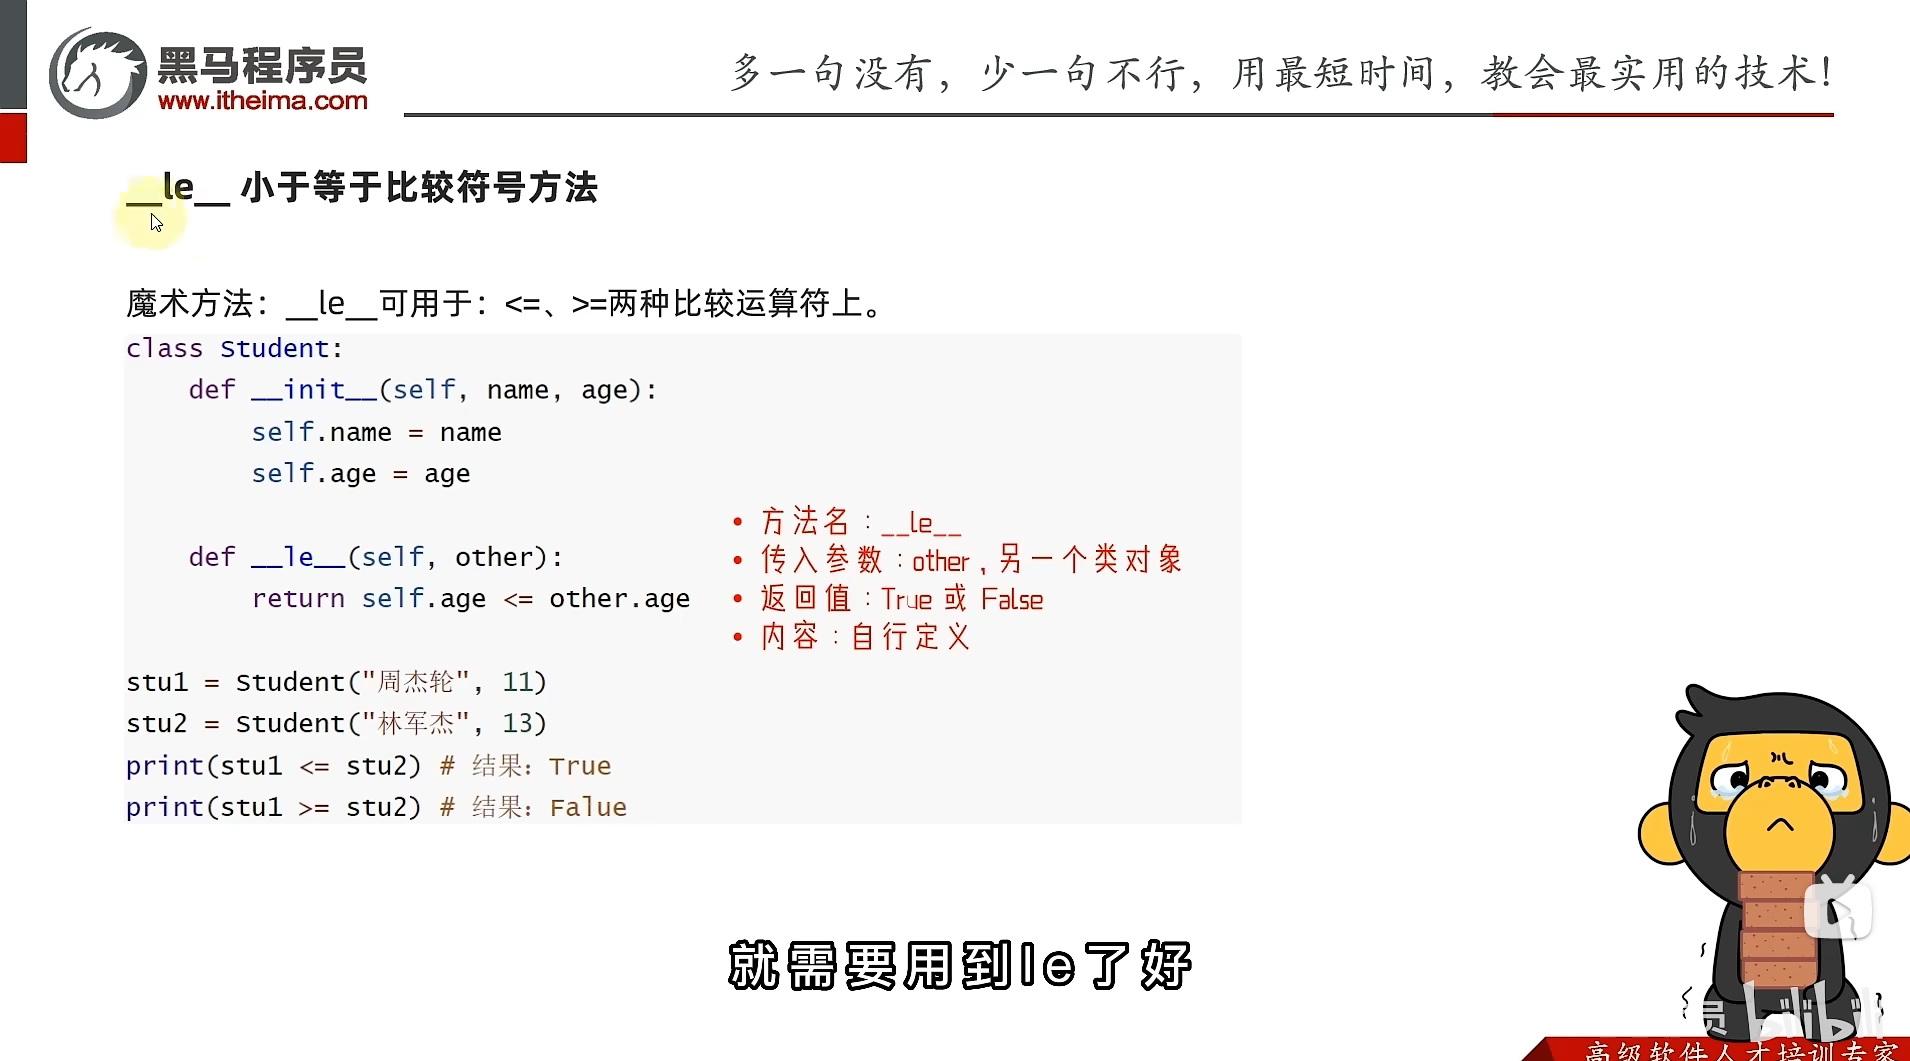 黑马程序员
www.itheima.com
多一句没有，少一句不行，用最短时间，教会最实用的技术！
__le__ 小于等于比较符号方法
魔术方法：__le__可用于：<=、>=两种比较运算符上。
class Student:
    def __init__(self, name, age):
        self.name = name
        self.age = age
    def __le__(self, other):
        return self.age <= other.age
• 方法名：__le__
• 传入参数：other，另一个类对象
• 返回值：True 或 False
• 内容：自行定义
stu1 = Student("周杰轮", 11)
stu2 = Student("林军杰", 13)
print(stu1 <= stu2) # 结果：True
print(stu1 >= stu2) # 结果：Falue
就需要用到le了好
员 bilibili
高级软件人才培训专家